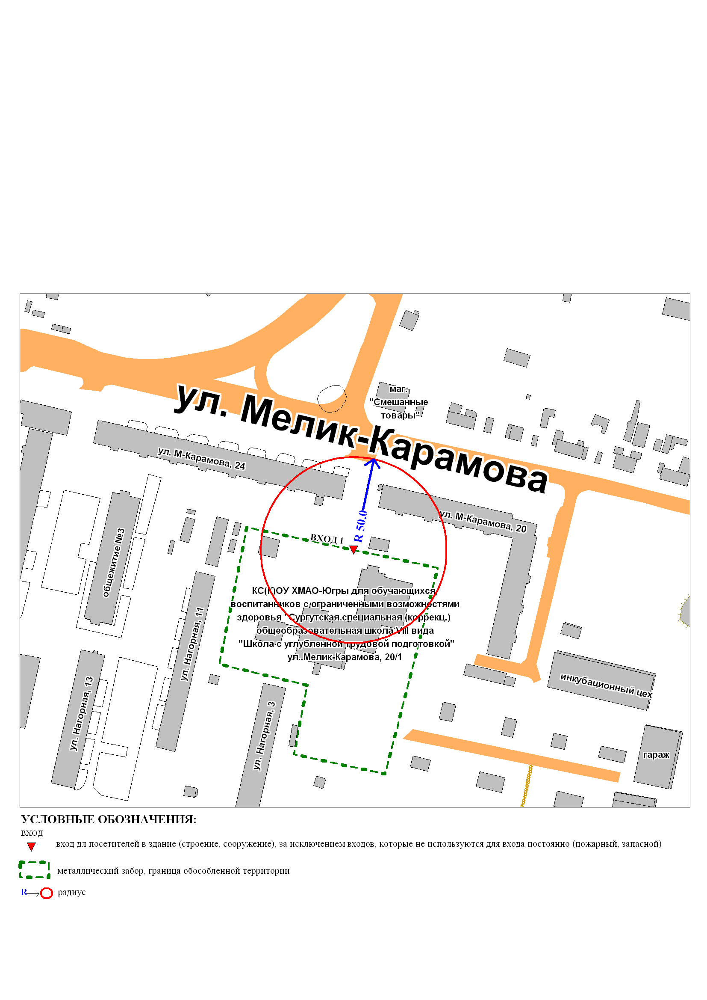 маг.
"Смешанные
товары"
ул. Мелик-Карамова
ул. М-Карамова, 24
ул. М-Карамова, 20
R 50.0
ВХОД 1
общежитие №3
КС(К)ОУ ХМАО-Югры для обучающихся,
воспитанников с ограниченными возможностями
здоровья "Сургутская специальная (коррекц.)
общеобразовательная школа VIII вида
"Школа с углубленной трудовой подготовкой"
ул. Мелик-Карамова, 20/1
ул. Нагорная, 11
ул. Нагорная, 13
ул. Нагорная, 3
инкубационный цех
гараж
УСЛОВНЫЕ ОБОЗНАЧЕНИЯ:
ВХОД
вход дл посетителей в здание (строение, сооружение), за исключением входов, которые не используются для входа постоянно (пожарный, запасной)
металлический забор, граница обособленной территории
R
радиус